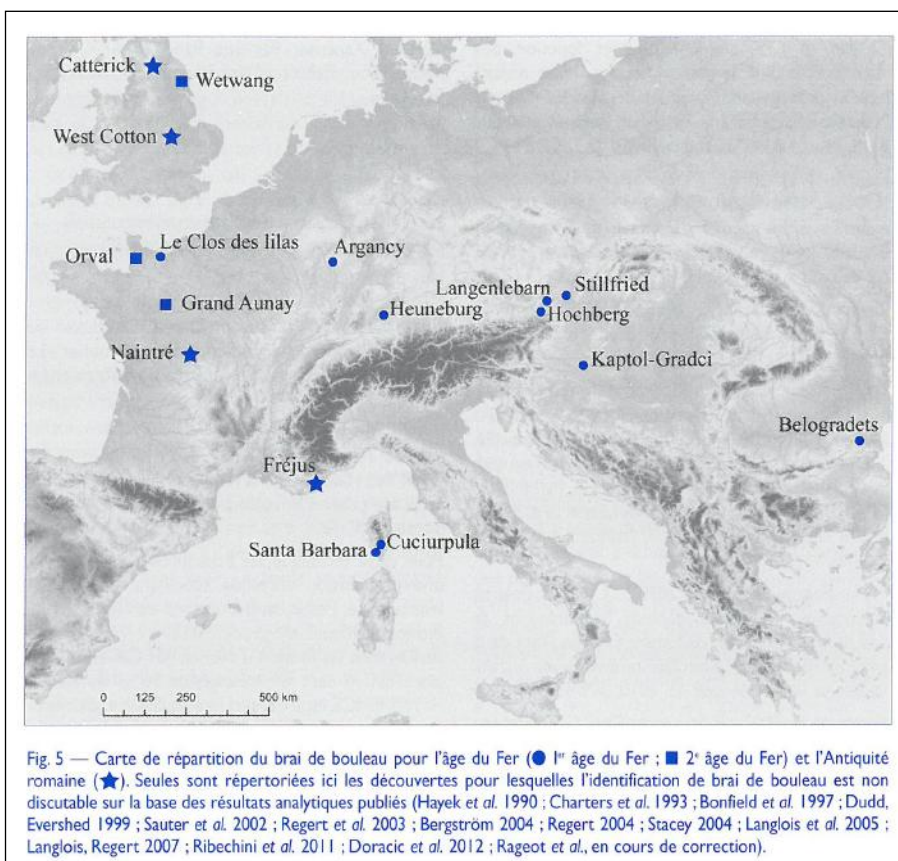 Catterick
Wetwang
West Cotton
Orval
Le Clos des lilas
Argancy
Grand Aunay
Langenlebarn
Stillfried
Heuneburg
Hochberg
Naintré
Kaptol-Gradci
Belogradets
Fréjus
Santa Barbara
Cuciurpula
0 125 250 500 km
Fig. 5 — Carte de répartition du brai de bouleau pour l'âge du Fer (● Iᵉʳ âge du Fer ; ■ 2ᵉ âge du Fer) et l'Antiquité
romaine (★). Seules sont répertoriées ici les découvertes pour lesquelles l'identification de brai de bouleau est non
discutable sur la base des résultats analytiques publiés (Hayek et al. 1990 ; Charters et al. 1993 ; Bonfield et al. 1997 ; Dudd,
Evershed 1999 ; Sauter et al. 2002 ; Regert et al. 2003 ; Bergström 2004 ; Regert 2004 ; Stacey 2004 ; Langlois et al. 2005 ;
Langlois, Regert 2007 ; Ribechini et al. 2011 ; Doracic et al. 2012 ; Rageot et al., en cours de correction).